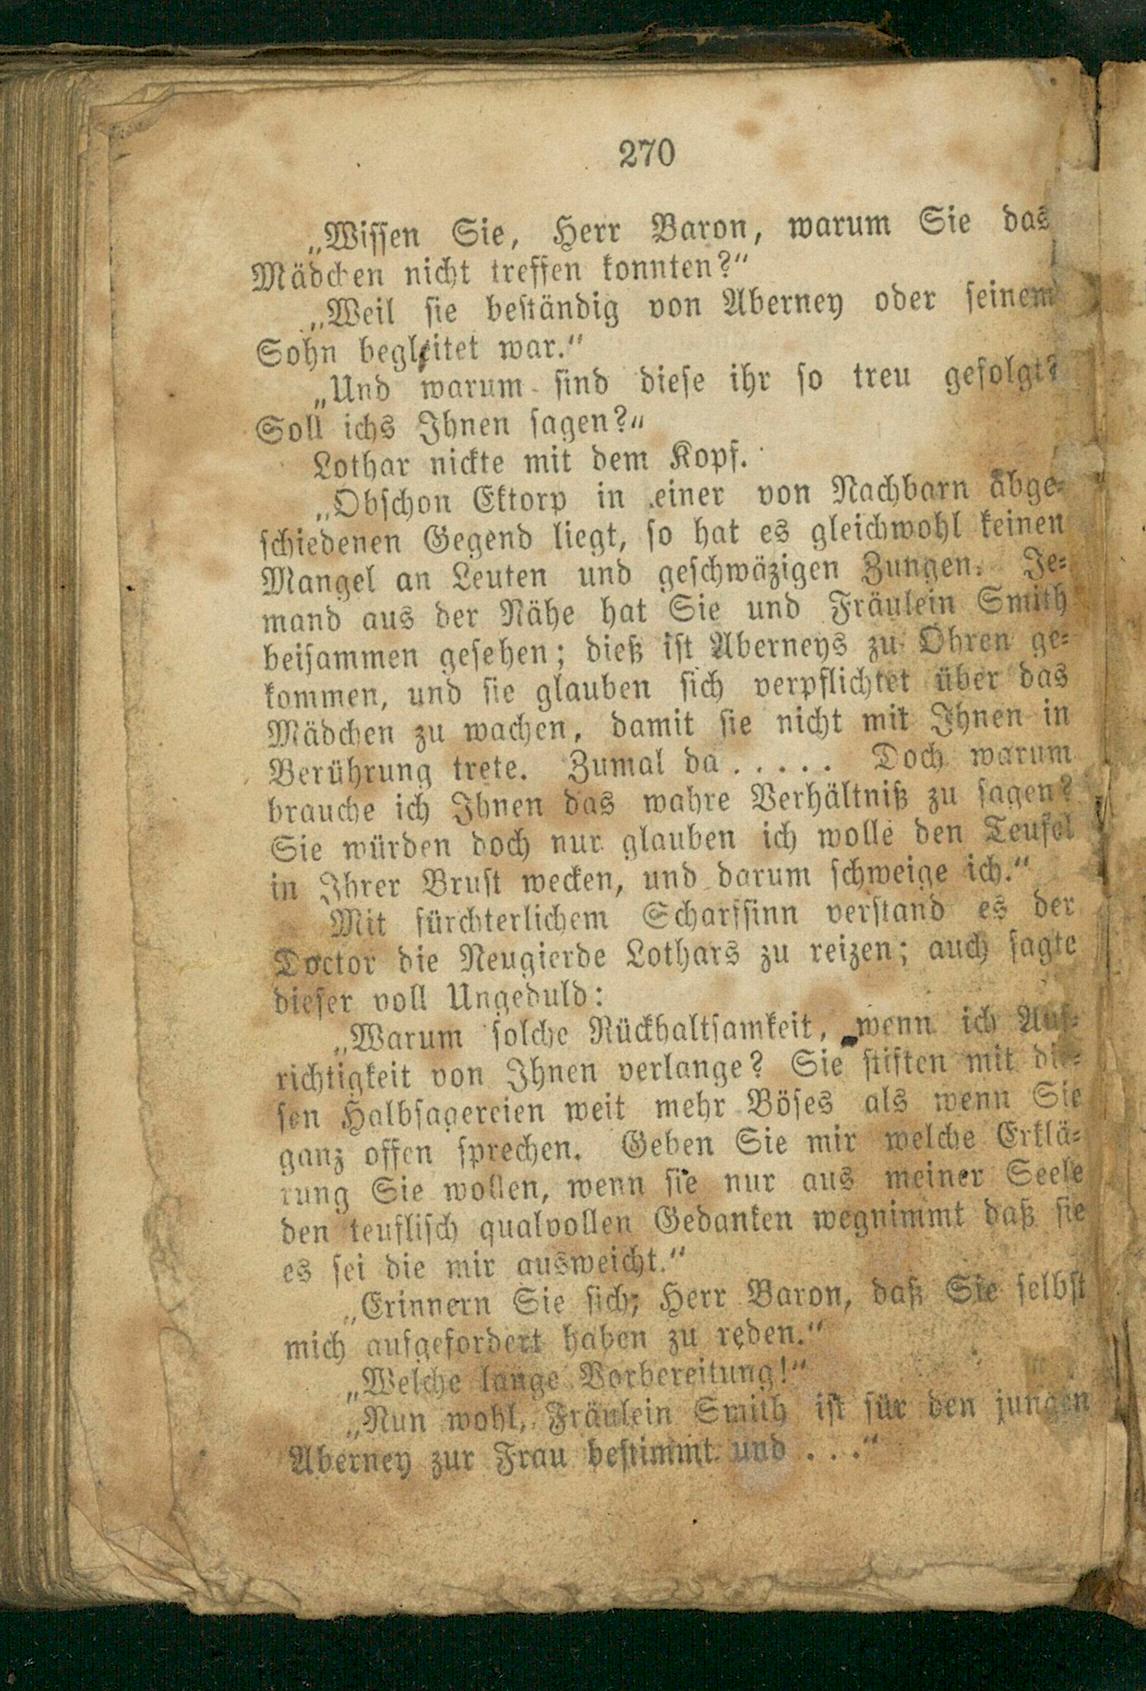 270
„Wissen Sie, Herr Baron, warum Sie das
Mädchen nicht treffen konnten?“
„Weil sie beständig von Aberney oder seinem
Sohn begleitet war.“
„Und warum sind diese ihr so treu gefolgt?
Soll ichs Ihnen sagen?“
Lothar nickte mit dem Kopf.
„Obschon Ektorp in einer von Nachbarn abge-
schiedenen Gegend liegt, so hat es gleichwohl keinen
Mangel an Leuten und geschwäzigen Zungen. Je-
mand aus der Nähe hat Sie und Fräulein Smith
beisammen gesehen; dieß ist Aberneys zu Ohren ge-
kommen, und sie glauben sich verpflichtet über das
Mädchen zu wachen, damit sie nicht mit Ihnen in
Berührung trete. Zumal da . . . . . Doch warum
brauche ich Ihnen das wahre Verhältniß zu sagen?
Sie würden doch nur glauben ich wolle den Teufel
in Ihrer Brust wecken, und darum schweige ich.“
Mit fürchterlichem Scharfsinn verstand es der
Doctor die Neugierde Lothars zu reizen; auch sagte
dieser voll Ungeduld:
„Warum solche Rückhaltsamkeit, wenn ich Auf-
richtigkeit von Ihnen verlange? Sie stiften mit die-
sen Halbsagereien weit mehr Böses als wenn Sie
ganz offen sprechen. Geben Sie mir welche Erklä-
rung Sie wollen, wenn sie nur aus meiner Seele
den teuflisch qualvollen Gedanken wegnimmt daß sie
es sei die mir ausweicht.“
„Erinnern Sie sich, Herr Baron, daß Sie selbst
mich aufgefordert haben zu reden.“
„Welche lange Vorbereitung!“
„Nun wohl, Fräulein Smith ist für den jungen
Aberney zur Frau bestimmt und . . .“